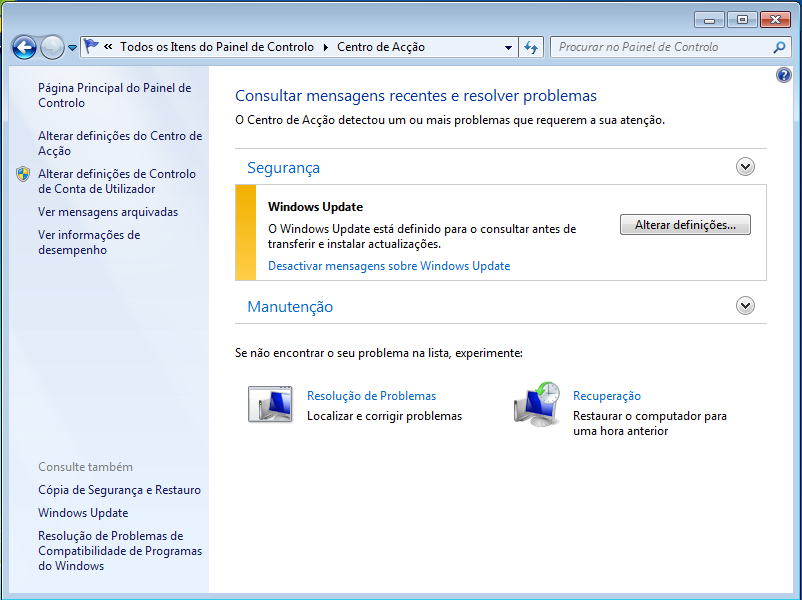 « Todos os Itens do Painel de Controlo ▸ Centro de Acção
Procurar no Painel de Controlo
Página Principal do Painel de
Controlo
Alterar definições do Centro de
Acção
Alterar definições de Controlo
de Conta de Utilizador
Ver mensagens arquivadas
Ver informações de
desempenho
Consultar mensagens recentes e resolver problemas
O Centro de Acção detectou um ou mais problemas que requerem a sua atenção.
Segurança
Windows Update
O Windows Update está definido para o consultar antes de
transferir e instalar actualizações.
Alterar definições...
Desactivar mensagens sobre Windows Update
Manutenção
Se não encontrar o seu problema na lista, experimente:
Resolução de Problemas
Localizar e corrigir problemas
Recuperação
Restaurar o computador para
uma hora anterior
Consulte também
Cópia de Segurança e Restauro
Windows Update
Resolução de Problemas de
Compatibilidade de Programas
do Windows